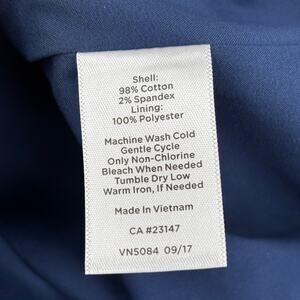 Shell:
98% Cotton
2% Spandex
Lining:
100% Polyester
Machine Wash Cold
Gentle Cycle
Only Non-Chlorine
Bleach When Needed
Tumble Dry Low
Warm Iron, If Needed
Made In Vietnam
CA #23147
VN5084 09/17